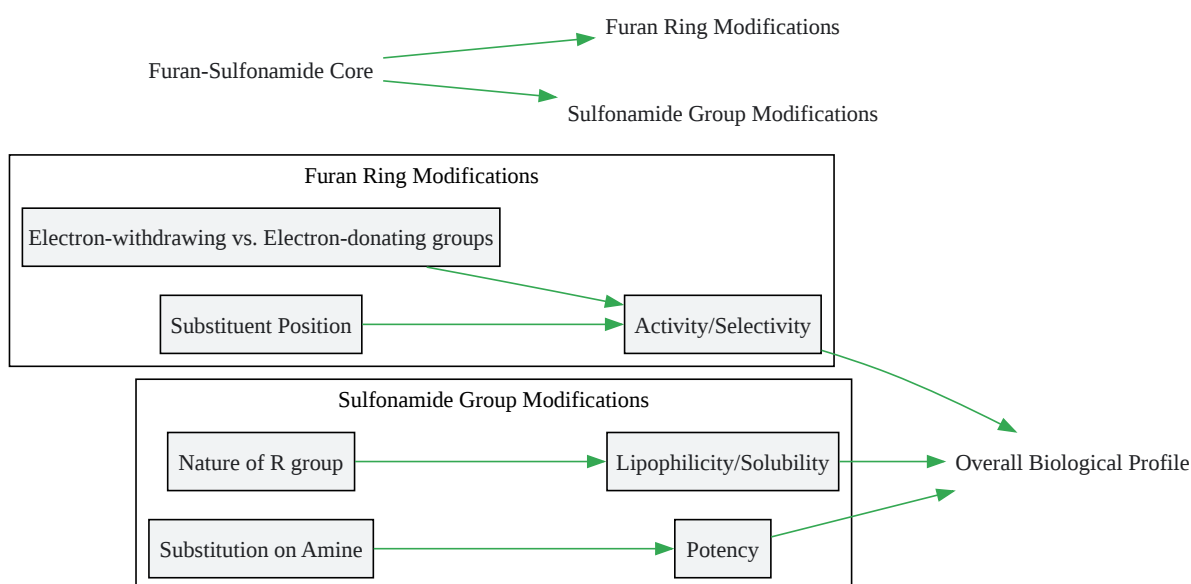 Furan Ring Modifications
Furan-Sulfonamide Core
Sulfonamide Group Modifications
Furan Ring Modifications
Electron-withdrawing vs. Electron-donating groups
Substituent Position
Activity/Selectivity
Sulfonamide Group Modifications
Nature of R group
Lipophilicity/Solubility
Overall Biological Profile
Substitution on Amine
Potency